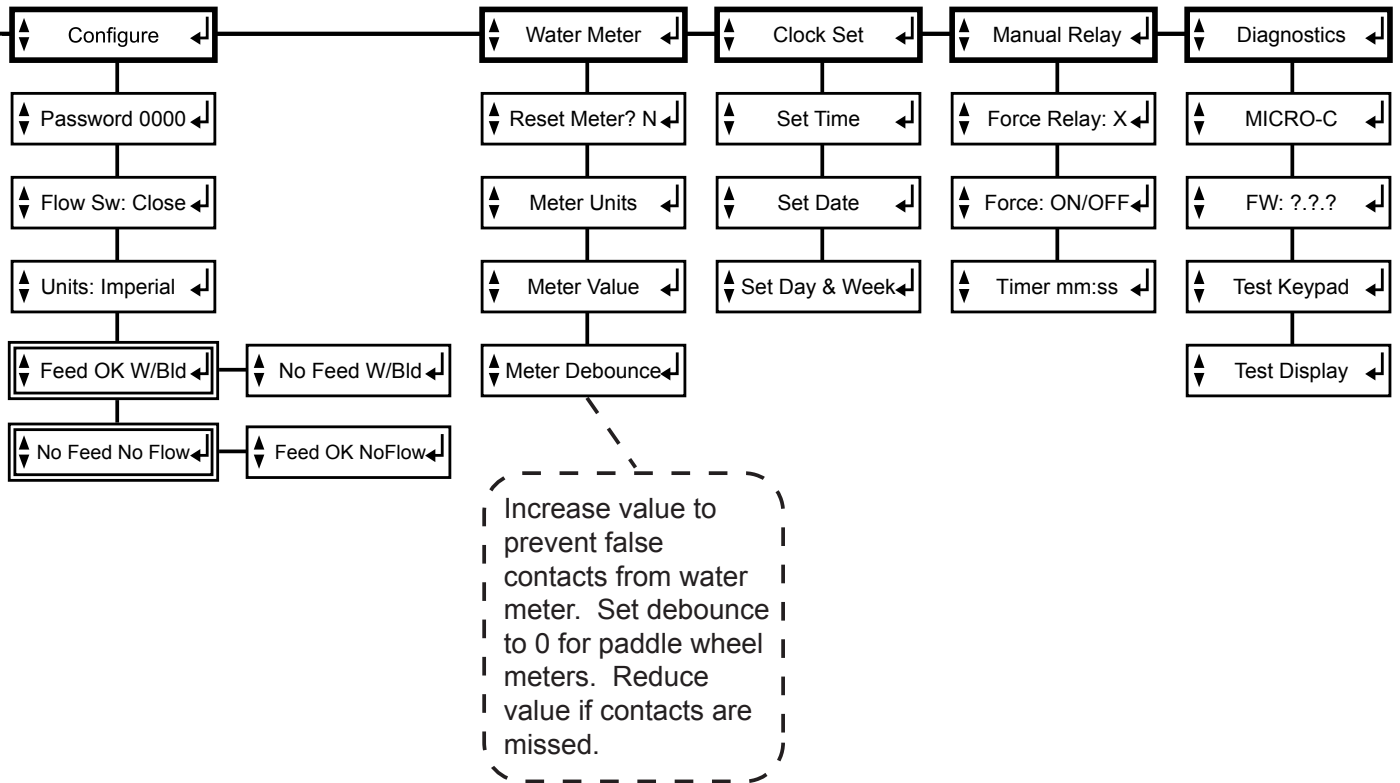 Configure
Water Meter
Clock Set
Manual Relay
Diagnostics
Password 0000
Reset Meter? N
Set Time
Force Relay: X
MICRO-C
Flow Sw: Close
Meter Units
Set Date
Force: ON/OFF
FW: ?.?.?
Units: Imperial
Meter Value
Set Day & Week
Timer mm:ss
Test Keypad
Feed OK W/Bld
No Feed W/Bld
Meter Debounce
Test Display
No Feed No Flow
Feed OK NoFlow
Increase value to
prevent false
contacts from water
meter. Set debounce
to 0 for paddle wheel
meters. Reduce
value if contacts are
missed.